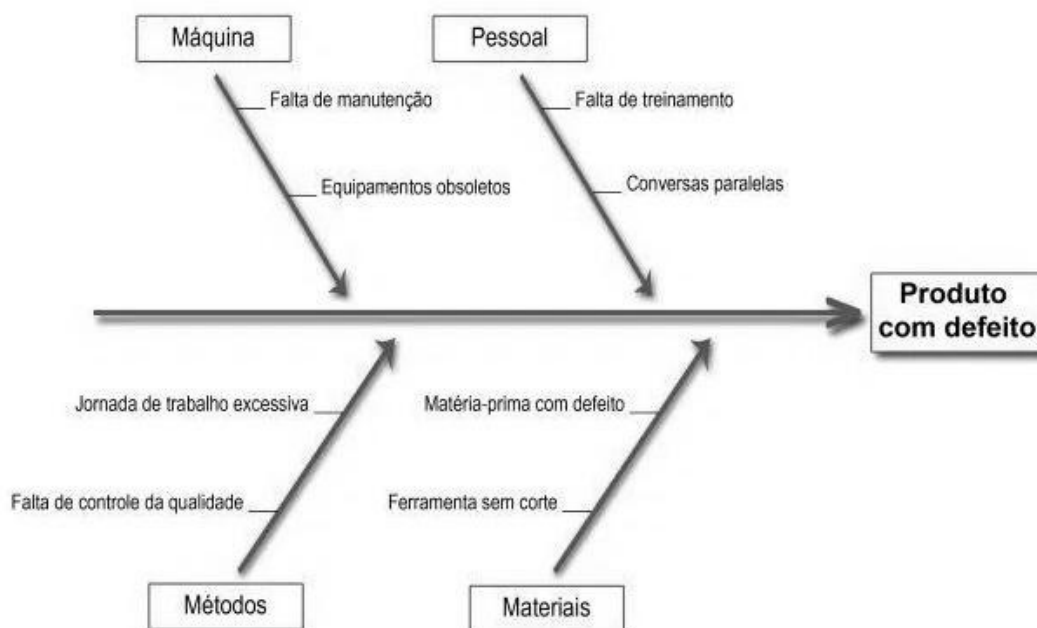 Máquina
Pessoal
Falta de manutenção
Falta de treinamento
Equipamentos obsoletos
Conversas paralelas
Produto
com defeito
Jornada de trabalho excessiva
Matéria-prima com defeito
Falta de controle da qualidade
Ferramenta sem corte
Métodos
Materiais